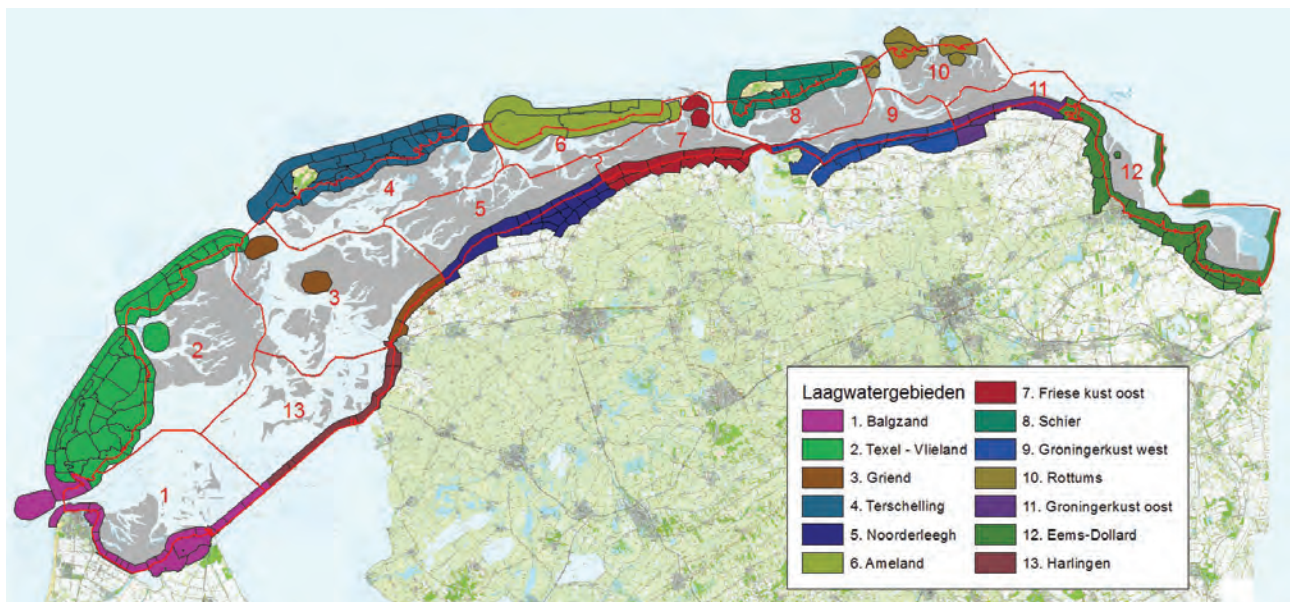 10
11
8
9
6
7
12
4
5
3
2
13
1
Laagwatergebieden
1. Balgzand
2. Texel - Vlieland
3. Griend
4. Terschelling
5. Noorderleegh
6. Ameland
7. Friese kust oost
8. Schier
9. Groningerkust west
10. Rottums
11. Groningerkust oost
12. Eems-Dollard
13. Harlingen